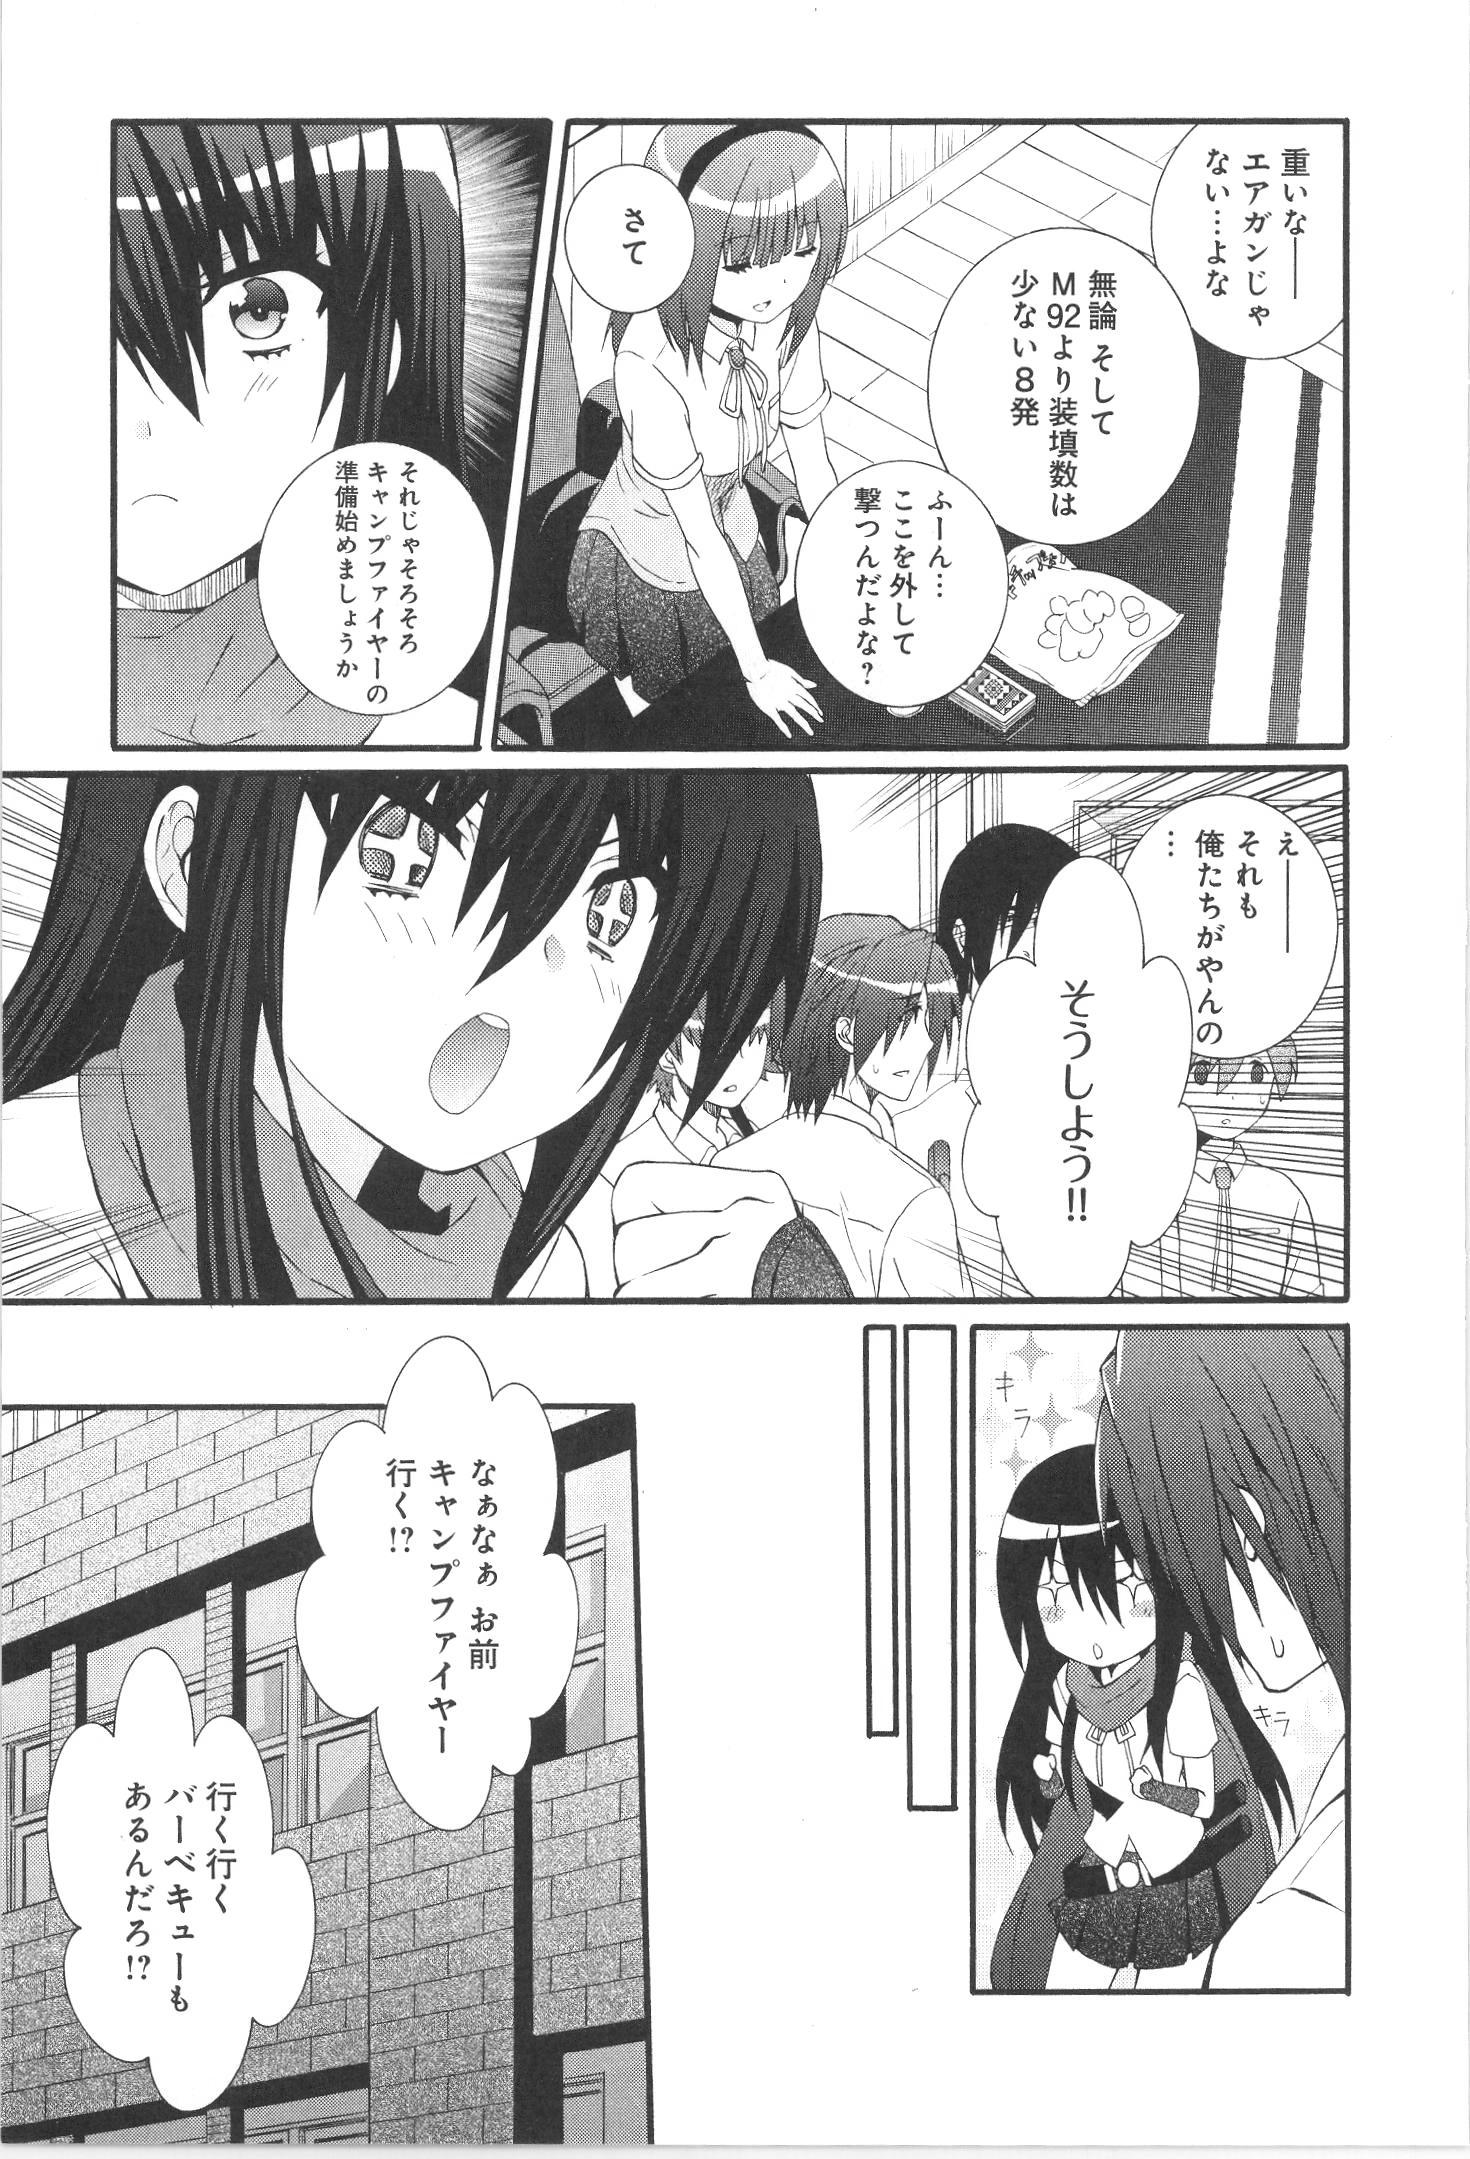 重いな――
エアガンじゃ
ない…よな
無論 そして
M92より装填数は
少ない8発
ふーん…
ここを外して
撃つんだよな?
さて
それじゃそろそろ
キャンプファイヤーの
準備始めましょうか
え――
それも
俺たちがやんの
…
そうしよう!!
キラ
キラ
なぁなぁ お前
キャンプファイヤー
行く!?
行く行く
バーベキューも
あるんだろ!?